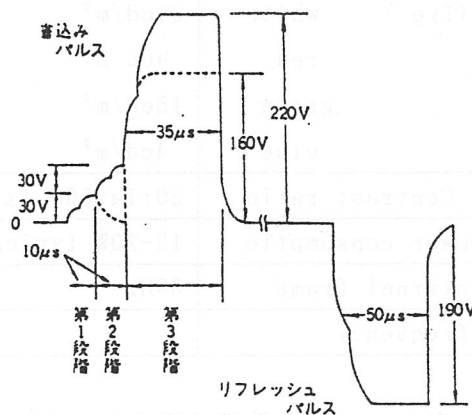 書込み
パルス
220V
35μs
160V
30V
30V
0
10μs
50μs
190V
第1段階
第2段階
第3段階
リフレッシュ
パルス